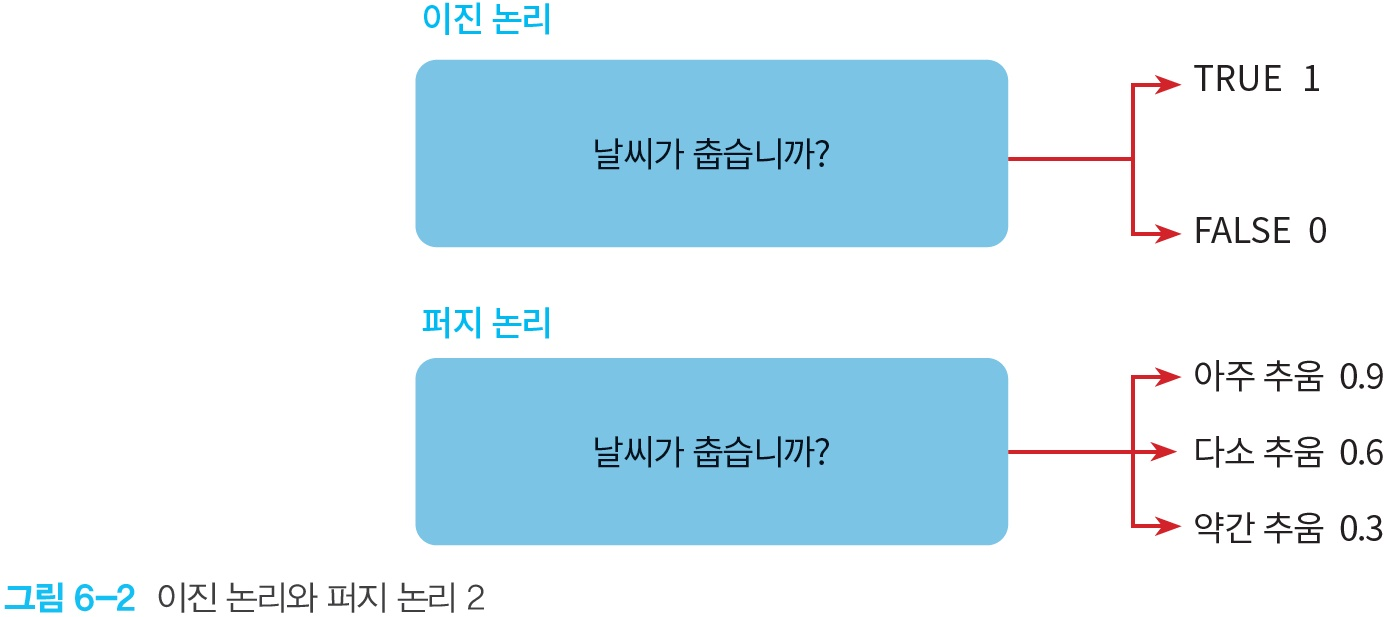 이진 논리
날씨가 춥습니까?
TRUE 1
FALSE 0
퍼지 논리
날씨가 춥습니까?
아주 추움 0.9
다소 추움 0.6
약간 추움 0.3
그림 6-2 이진 논리와 퍼지 논리 2